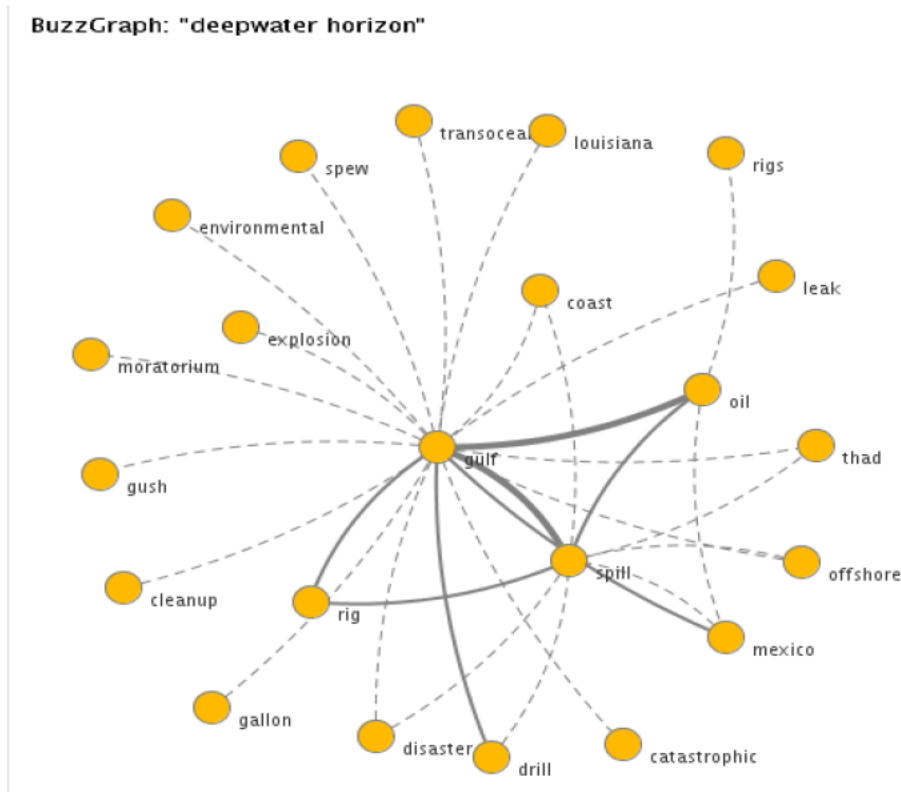 BuzzGraph: "deepwater horizon"
transocea
louisiana
spew
rigs
environmental
leak
coast
explosion
moratorium
oil
gulf
thad
gush
spill
offshore
cleanup
rig
mexico
gallon
disaster
drill
catastrophic